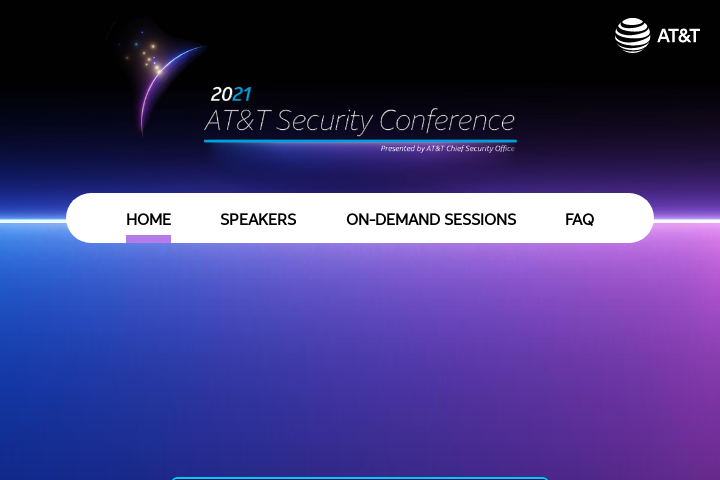 AT&T
2021
AT&T Security Conference
Presented by AT&T Chief Security Office
HOME SPEAKERS ON-DEMAND SESSIONS FAQ